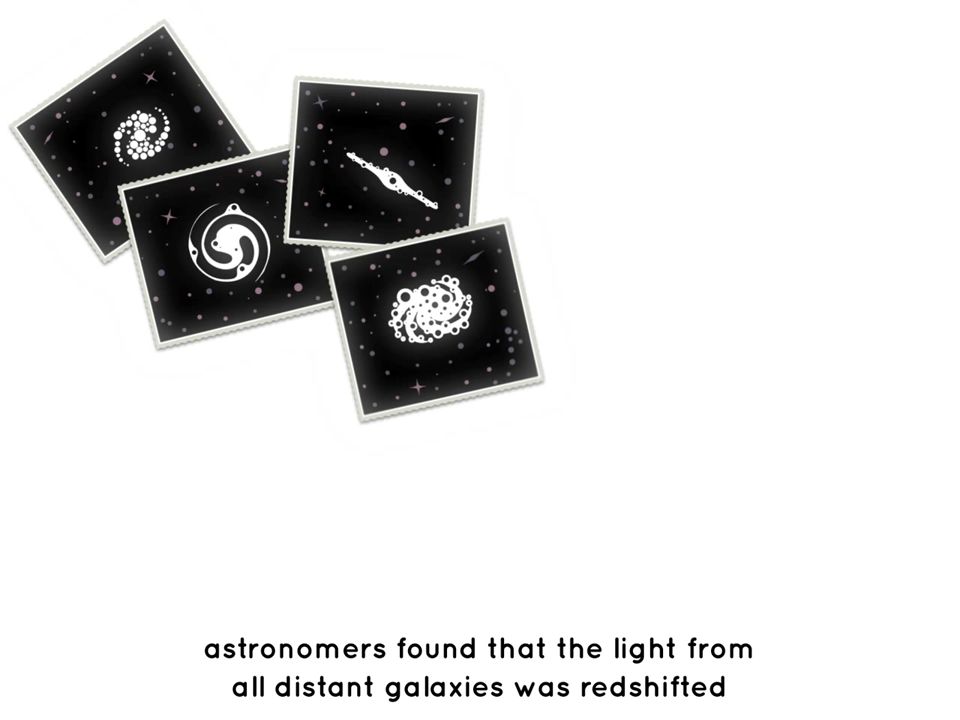 astronomers found that the light from
all distant galaxies was redshifted